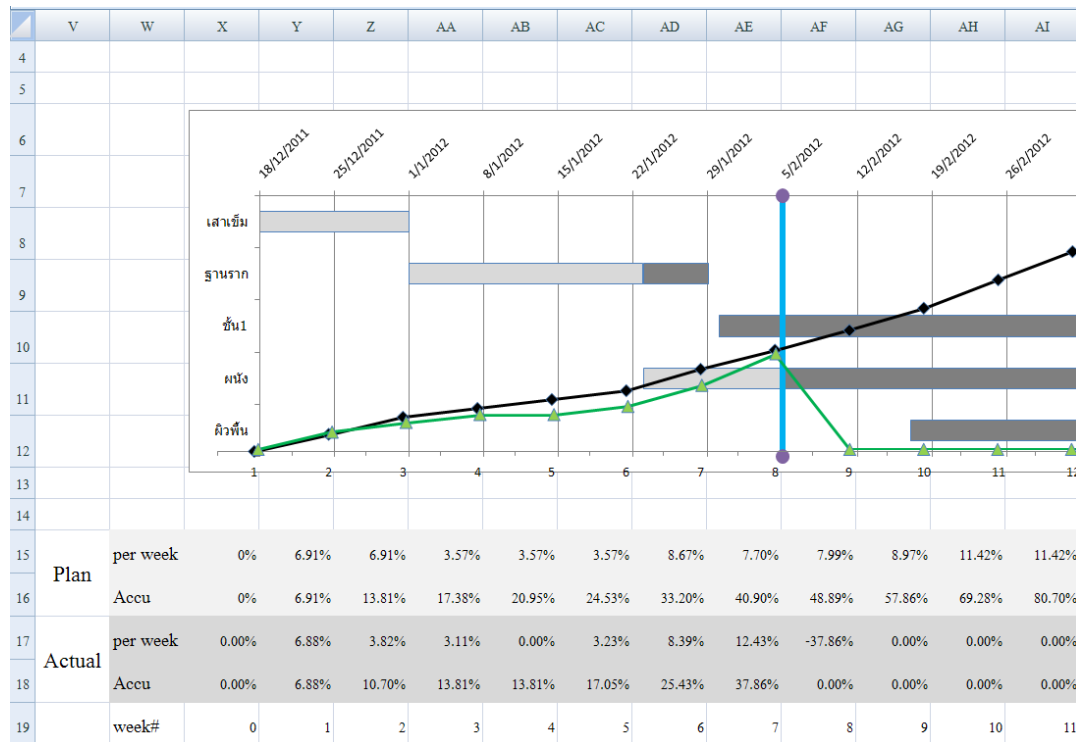 V W X Y Z AA AB AC AD AE AF AG AH AI
4
5
6
18/12/2011 25/12/2011 1/1/2012 8/1/2012 15/1/2012 22/1/2012 29/1/2012 5/2/2012 12/2/2012 19/2/2012 26/2/2012
7
เสาเข็ม
8
ฐานราก
9
ชั้น1
10
ผนัง
11
ผิวพื้น
12
1 2 3 4 5 6 7 8 9 10 11 12
13
14
15 per week 0% 6.91% 6.91% 3.57% 3.57% 3.57% 8.67% 7.70% 7.99% 8.97% 11.42% 11.42%
Plan
16 Accu 0% 6.91% 13.81% 17.38% 20.95% 24.53% 33.20% 40.90% 48.89% 57.86% 69.28% 80.70%
17 per week 0.00% 6.88% 3.82% 3.11% 0.00% 3.23% 8.39% 12.43% -37.86% 0.00% 0.00% 0.00%
Actual
18 Accu 0.00% 6.88% 10.70% 13.81% 13.81% 17.05% 25.43% 37.86% 0.00% 0.00% 0.00% 0.00%
19 week# 0 1 2 3 4 5 6 7 8 9 10 11